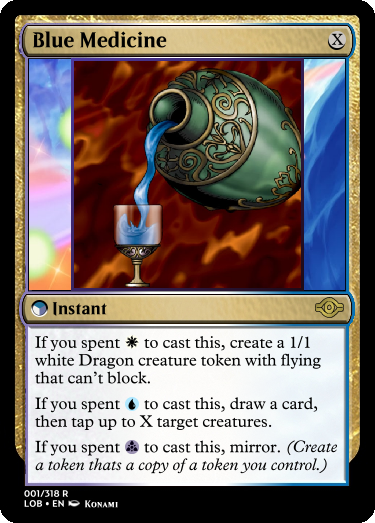 Blue Medicine
X
Instant
If you spent to cast this, create a 1/1
white Dragon creature token with flying
that can't block.
If you spent to cast this, draw a card,
then tap up to X target creatures.
If you spent to cast this, mirror. (Create
a token thats a copy of a token you control.)
001/318 R
LOB • EN Konami